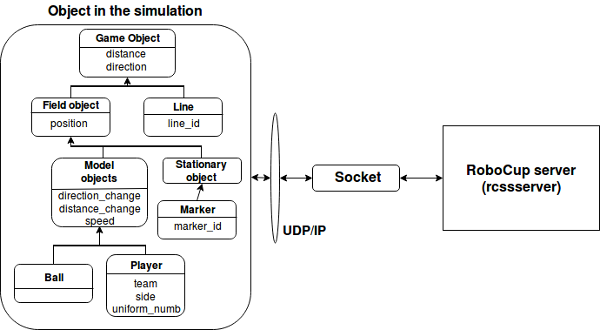 Object in the simulation
Game Object
distance
direction
Field object
position
Line
line_id
Model
objects
direction_change
distance_change
speed
Stationary
object
Marker
marker_id
Ball
Player
team
side
uniform_numb
UDP/IP
Socket
RoboCup server
(rcssserver)